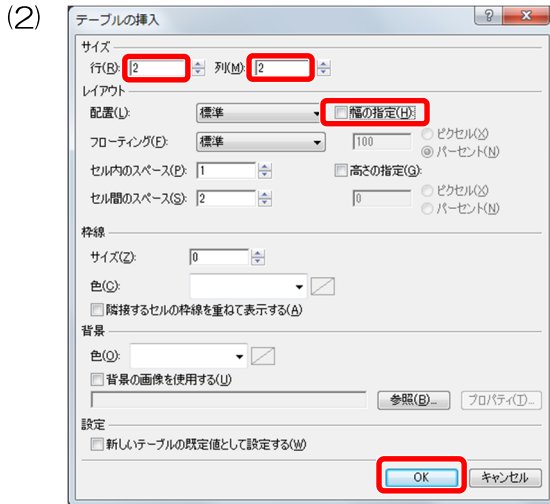 (2)
テーブルの挿入
サイズ
行(R): 2 列(M): 2
レイアウト
配置(L): 標準 幅の指定(H):
フローティング(F): 標準 100 ピクセル(X)
パーセント(N)
セル内のスペース(P): 1 高さの指定(G):
セル間のスペース(S): 2 0 ピクセル(X)
パーセント(N)
枠線
サイズ(Z): 0
色(C):
隣接するセルの枠線を重ねて表示する(A)
背景
色(O):
背景の画像を使用する(U)
参照(B)... プロパティ(T)...
設定
新しいテーブルの既定値として設定する(W)
OK キャンセル